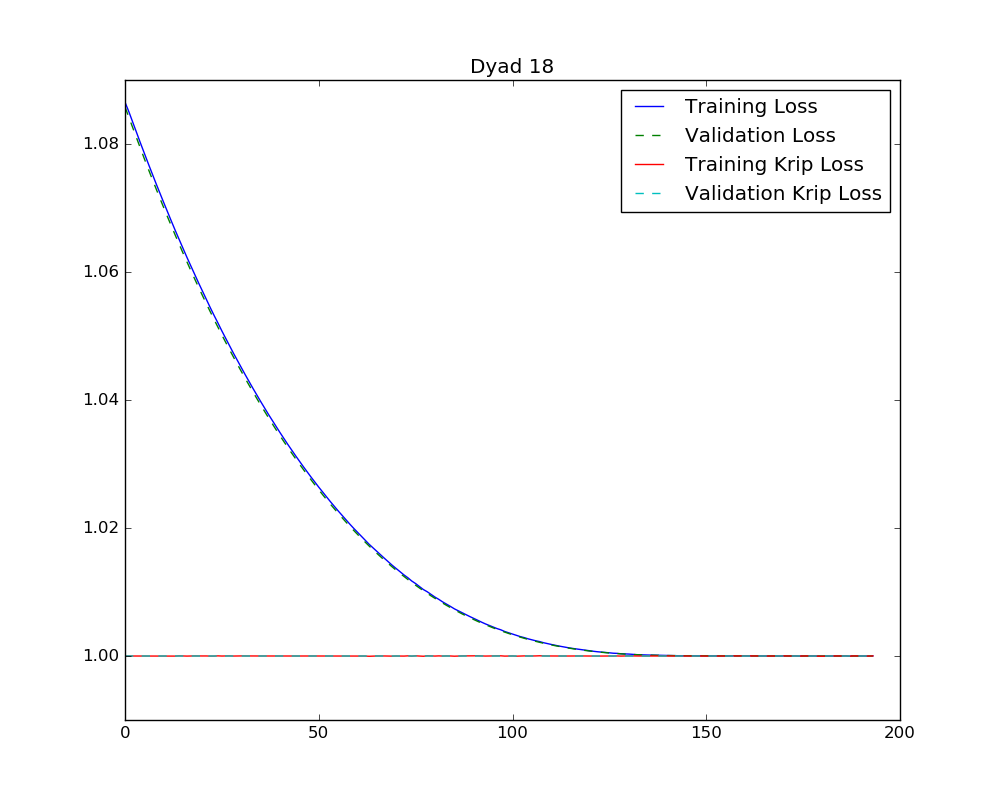 Dyad 18
Training Loss
Validation Loss
Training Krip Loss
Validation Krip Loss
1.08
1.06
1.04
1.02
1.00
0 50 100 150 200